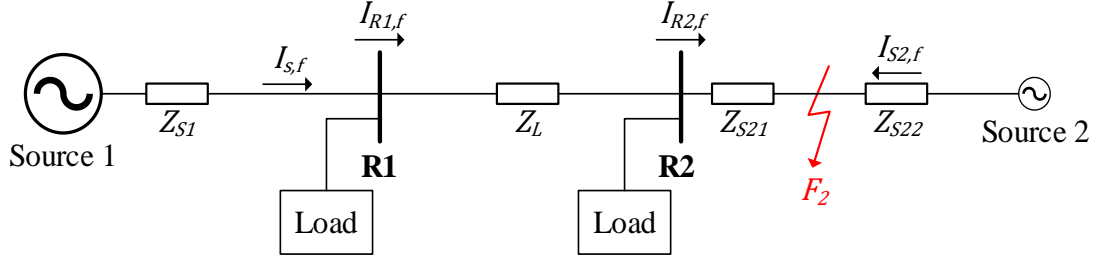 I_{R1,f}
I_{R2,f}
I_{s,f}
I_{S2,f}
Z_{S1}
Z_L
Z_{S21}
Z_{S22}
Source 1
Source 2
R1
R2
F_2
Load
Load